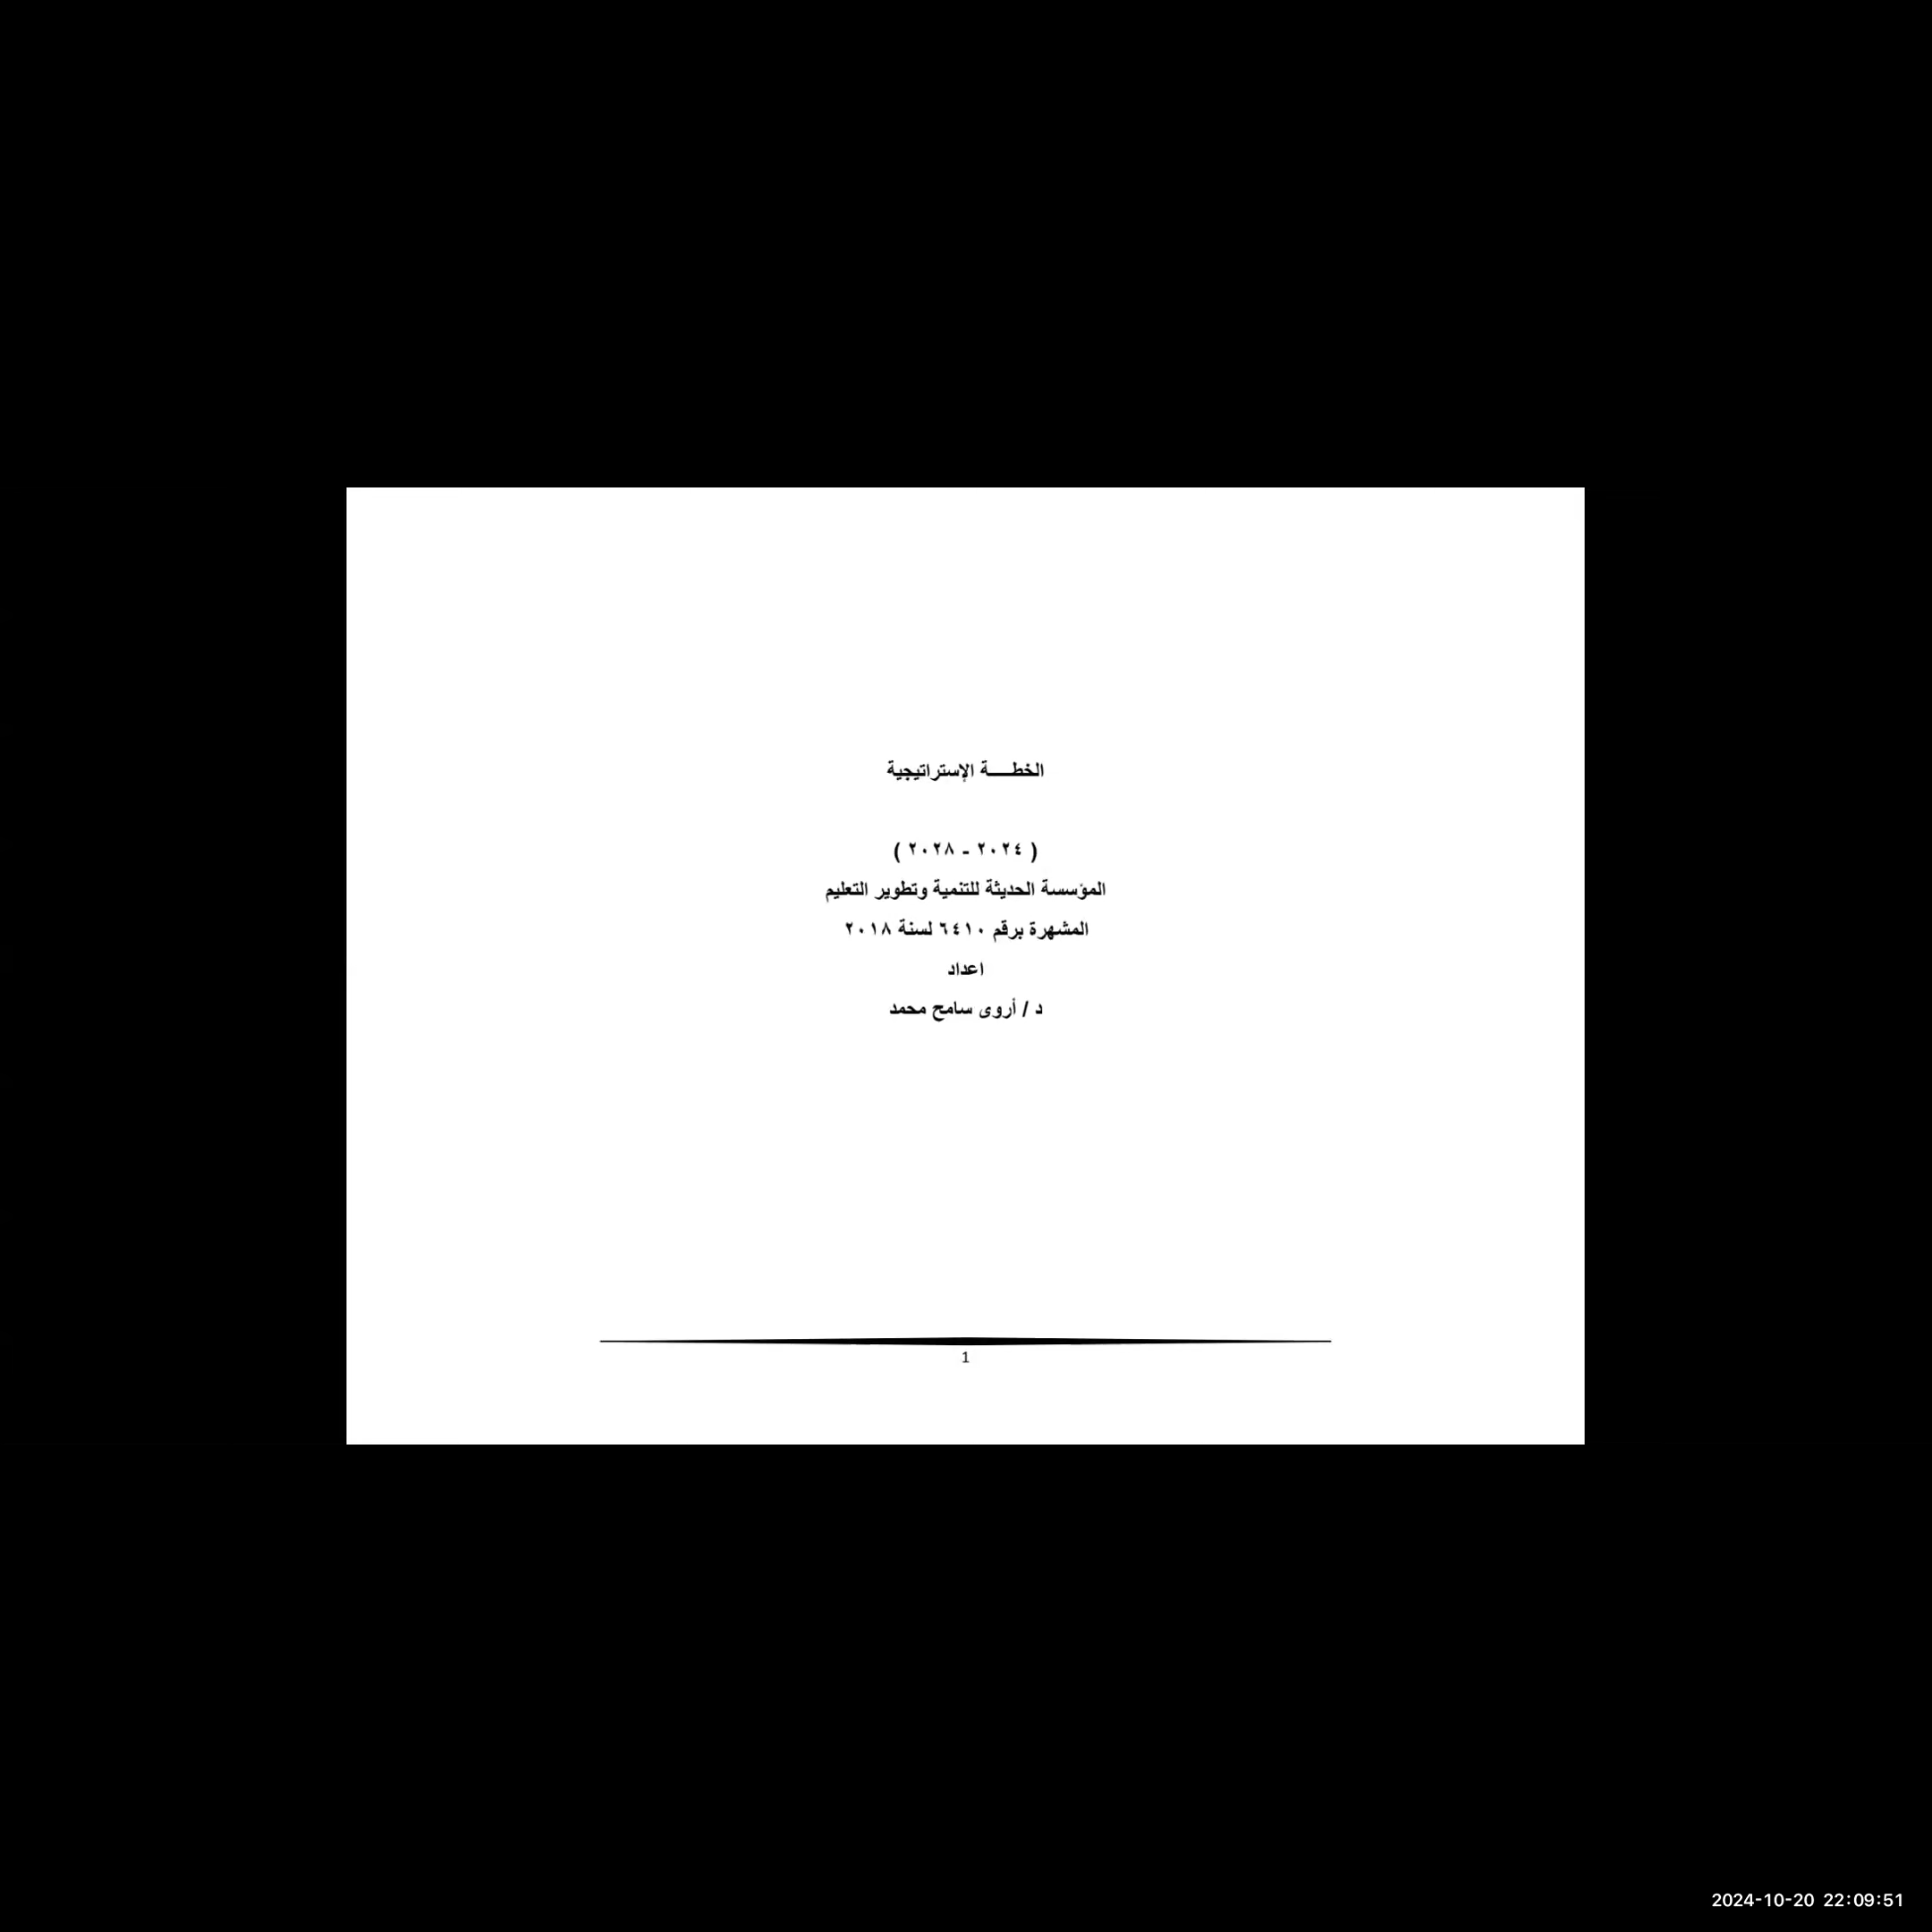 الخطـــة الإستراتيجية
( ٢٠٢٤ - ٢٠٢٨ )
المؤسسة الحديثة للتنمية وتطوير التعليم
المشهرة برقم ٦٤١٠ لسنة ٢٠١٨
اعداد
د / أروى سامح محمد
1
2024-10-20 22:09:51